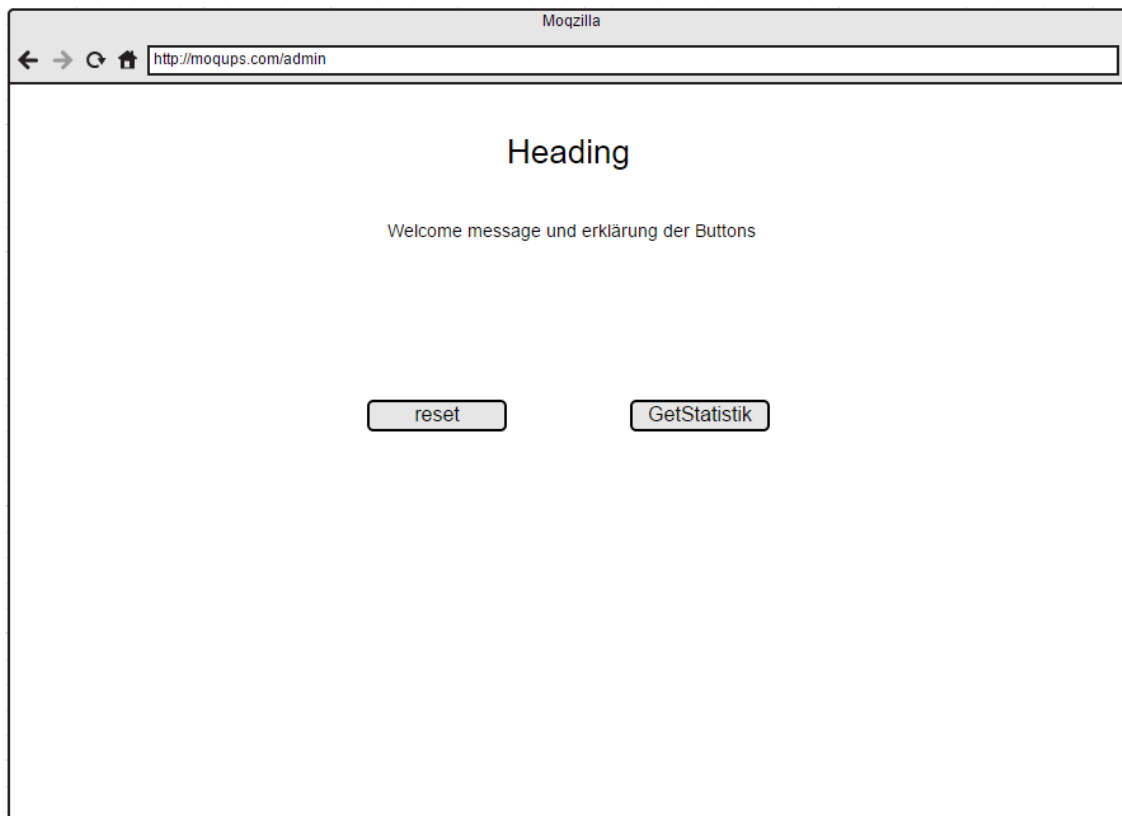 Moqzilla
http://moqups.com/admin
Heading
Welcome message und erklärung der Buttons
reset
GetStatistik